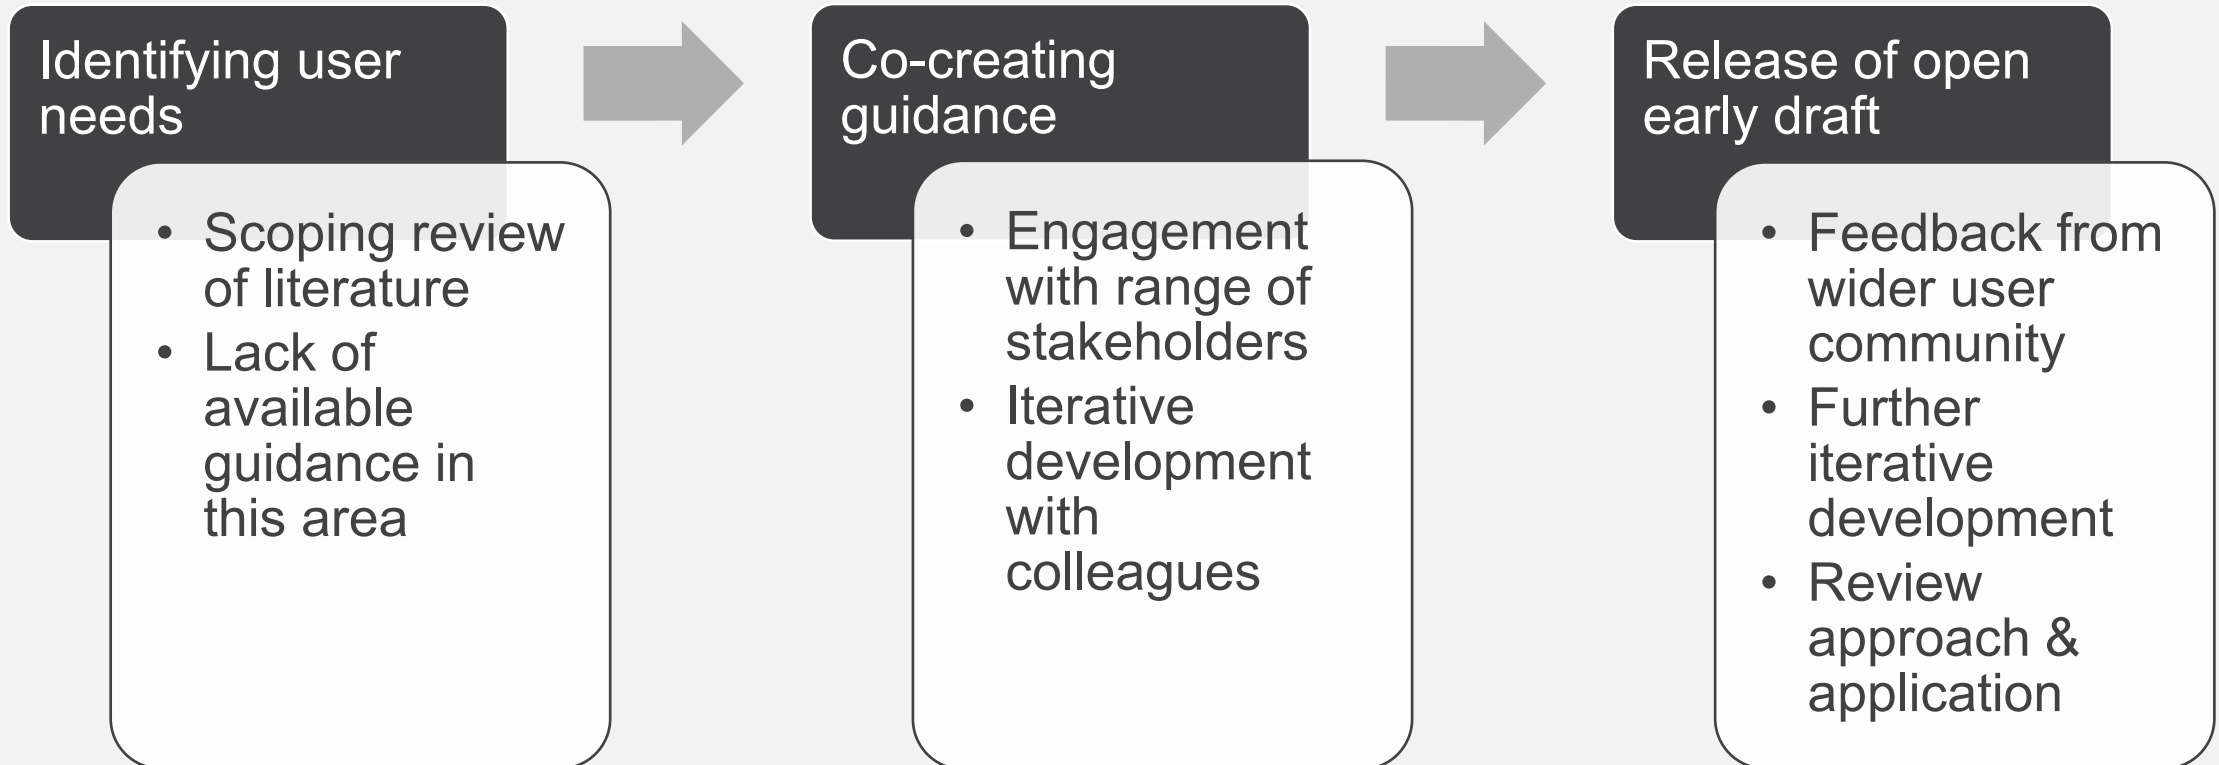 Identifying user
needs
• Scoping review
of literature
• Lack of
available
guidance in
this area
Co-creating
guidance
• Engagement
with range of
stakeholders
• Iterative
development
with
colleagues
Release of open
early draft
• Feedback from
wider user
community
• Further
iterative
development
• Review
approach &
application